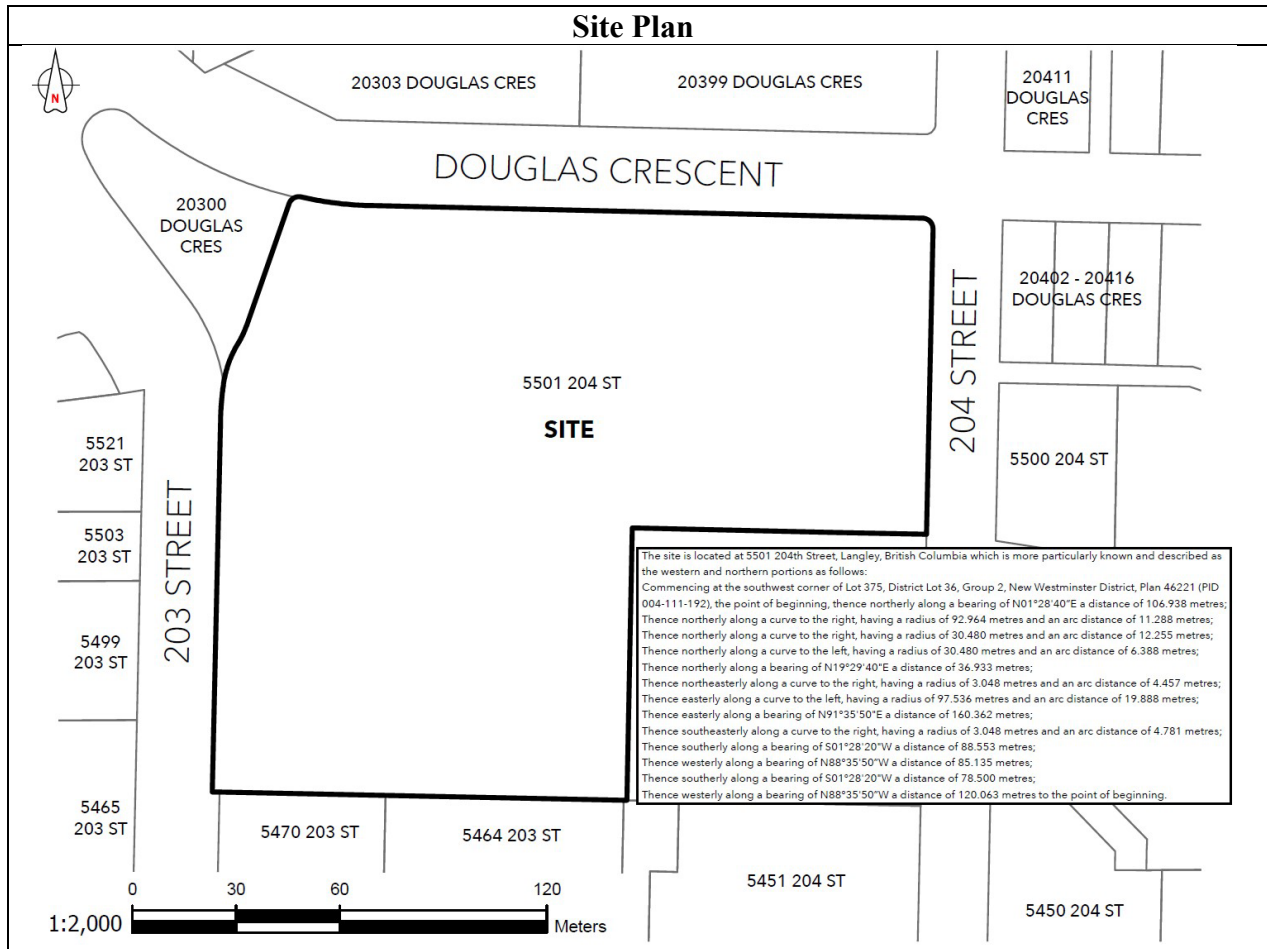 Site Plan
N
20303 DOUGLAS CRES
20399 DOUGLAS CRES
20411
DOUGLAS
CRES
DOUGLAS CRESCENT
20300
DOUGLAS
CRES
20402 - 20416
DOUGLAS CRES
204 STREET
5501 204 ST
SITE
5521
203 ST
5500 204 ST
203 STREET
5503
203 ST
5499
203 ST
The site is located at 5501 204th Street, Langley, British Columbia which is more particularly known and described as
the western and northern portions as follows:
Commencing at the southwest corner of Lot 375, District Lot 36, Group 2, New Westminster District, Plan 46221 (PID
004-111-192), the point of beginning, thence northerly along a bearing of N01°28'40"E a distance of 106.938 metres;
Thence northerly along a curve to the right, having a radius of 92.964 metres and an arc distance of 11.288 metres;
Thence northerly along a curve to the right, having a radius of 30.480 metres and an arc distance of 12.255 metres;
Thence northerly along a curve to the left, having a radius of 30.480 metres and an arc distance of 6.388 metres;
Thence northerly along a bearing of N19°29'40"E a distance of 36.933 metres;
Thence northeasterly along a curve to the right, having a radius of 3.048 metres and an arc distance of 4.457 metres;
Thence easterly along a curve to the left, having a radius of 97.536 metres and an arc distance of 19.888 metres;
Thence easterly along a bearing of N91°35'50"E a distance of 160.362 metres;
Thence southeasterly along a curve to the right, having a radius of 3.048 metres and an arc distance of 4.781 metres;
Thence southerly along a bearing of S01°28'20"W a distance of 88.553 metres;
Thence westerly along a bearing of N88°35'50"W a distance of 85.135 metres;
Thence southerly along a bearing of S01°28'20"W a distance of 78.500 metres;
Thence westerly along a bearing of N88°35'50"W a distance of 120.063 metres to the point of beginning.
5465
203 ST
5470 203 ST
5464 203 ST
5451 204 ST
5450 204 ST
0 30 60 120
1:2,000 Meters